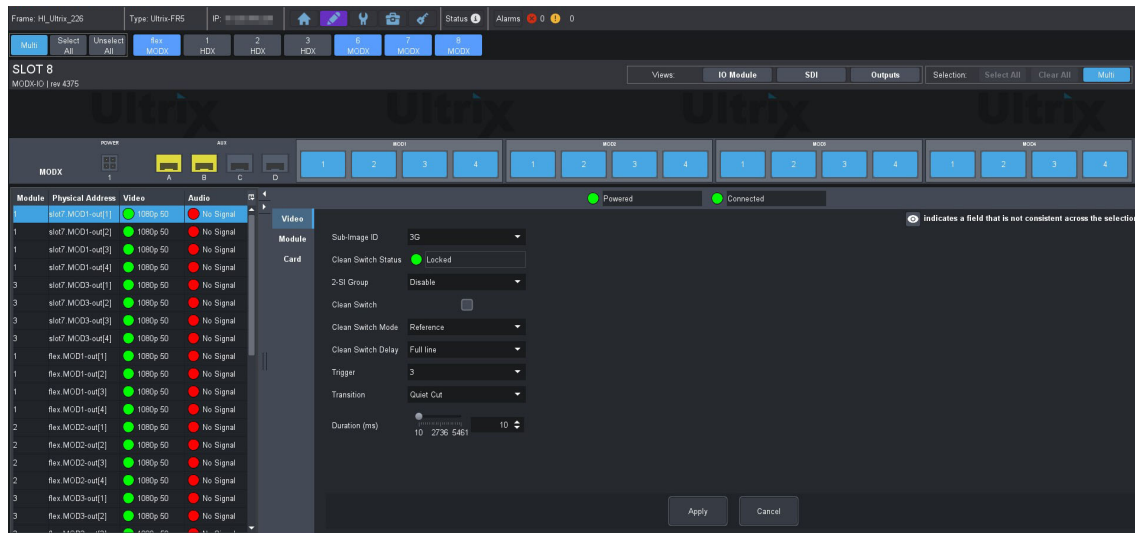 Frame: HI_Ultrix_226 Type: Ultrix-FR5 IP: Status Alarms 0 0
Multi Select All Unselect All flex MODX 1 HDX 2 HDX 3 HDX 6 MODX 7 MODX 8 MODX
SLOT 8
MODX-IO | rev 4375
Views: IO Module SDI Outputs Selection: Select All Clear All Multi
Ultrix Ultrix Ultrix Ultrix
POWER AUX MOD1 MOD2 MOD3 MOD4
MODX 1 A B C D 1 2 3 4 1 2 3 4 1 2 3 4 1 2 3 4
Module Physical Address Video Audio
Powered Connected
1 slot7.MOD1-out[1] 1080p 50 No Signal
1 slot7.MOD1-out[2] 1080p 50 No Signal
1 slot7.MOD1-out[3] 1080p 50 No Signal
1 slot7.MOD1-out[4] 1080p 50 No Signal
3 slot7.MOD3-out[1] 1080p 50 No Signal
3 slot7.MOD3-out[2] 1080p 50 No Signal
3 slot7.MOD3-out[3] 1080p 50 No Signal
3 slot7.MOD3-out[4] 1080p 50 No Signal
1 flex.MOD1-out[1] 1080p 50 No Signal
1 flex.MOD1-out[2] 1080p 50 No Signal
1 flex.MOD1-out[3] 1080p 50 No Signal
1 flex.MOD1-out[4] 1080p 50 No Signal
2 flex.MOD2-out[1] 1080p 50 No Signal
2 flex.MOD2-out[2] 1080p 50 No Signal
2 flex.MOD2-out[3] 1080p 50 No Signal
2 flex.MOD2-out[4] 1080p 50 No Signal
3 flex.MOD3-out[1] 1080p 50 No Signal
3 flex.MOD3-out[2] 1080p 50 No Signal
Video
Module
Card
indicates a field that is not consistent across the selection
Sub-Image ID 3G
Clean Switch Status Locked
2-SI Group Disable
Clean Switch
Clean Switch Mode Reference
Clean Switch Delay Full line
Trigger 3
Transition Quiet Cut
Duration (ms) 10
10 2736 5461
Apply Cancel